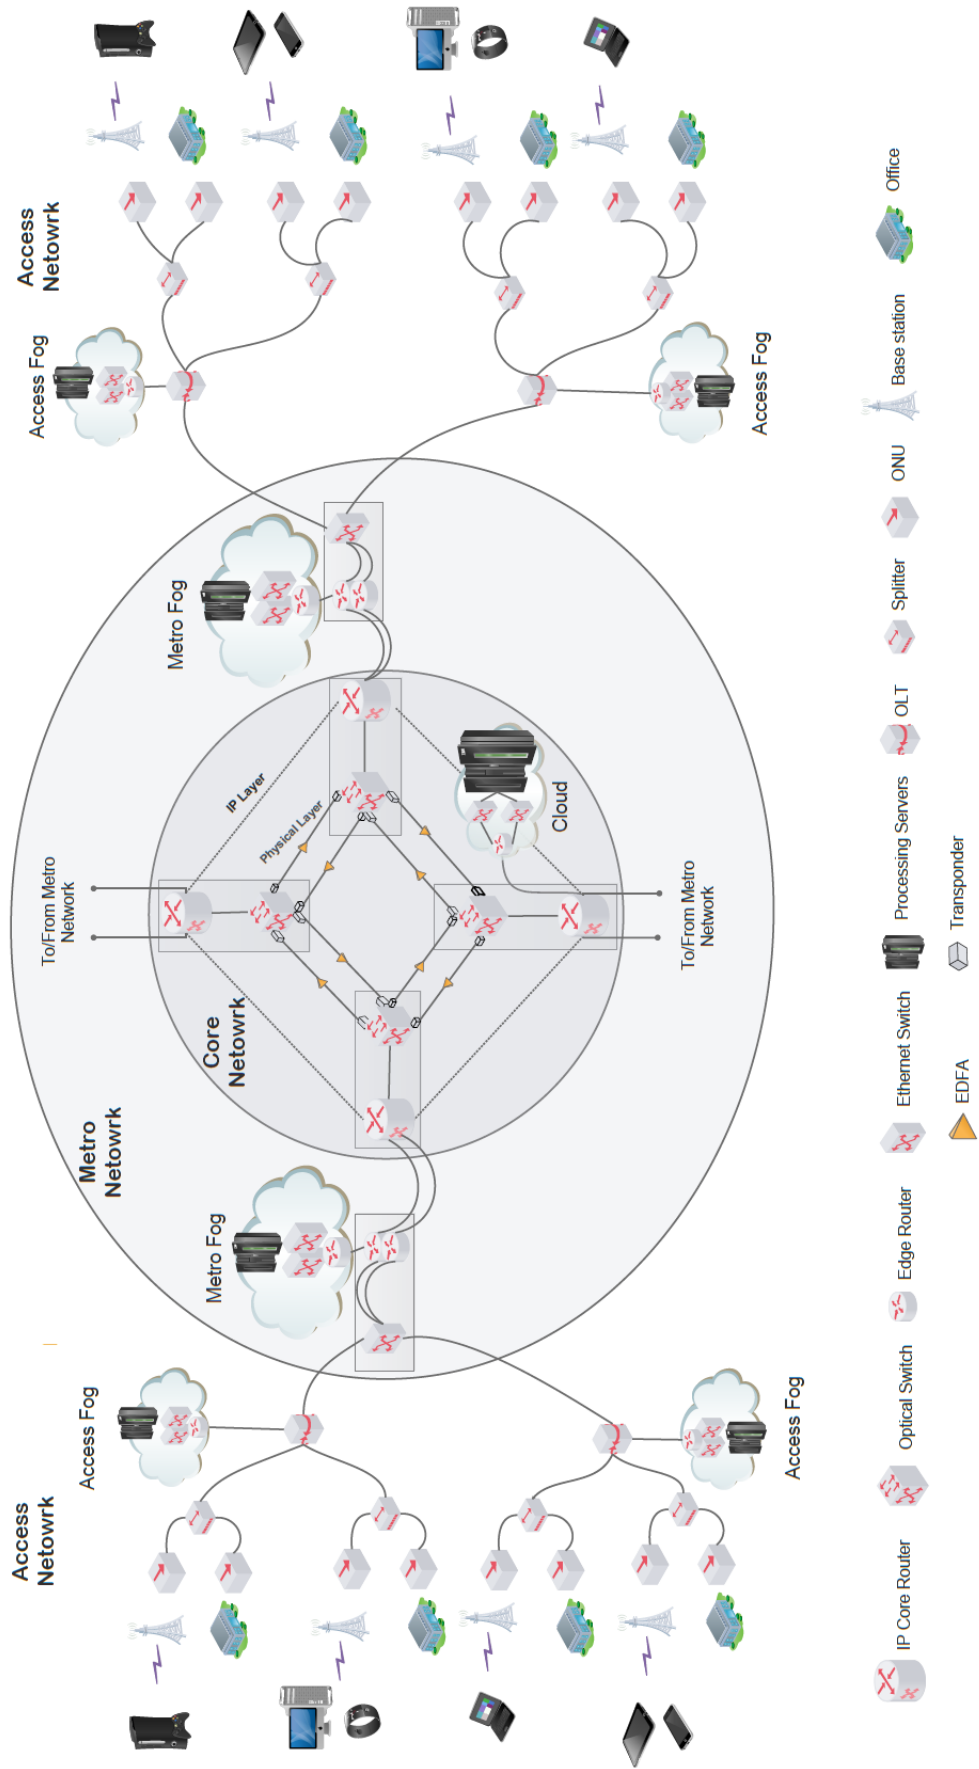 Access
Netowrk
Access Fog
Access Fog
Metro Fog
IP Layer
Physical Layer
Cloud
To/From Metro
Network
To/From Metro
Network
Core
Netowrk
Metro
Netowrk
Metro Fog
Access Fog
Access Fog
Access
Netowrk
IP Core Router
Optical Switch
Edge Router
Ethernet Switch
Processing Servers
OLT
Splitter
ONU
Base station
Office
EDFA
Transponder